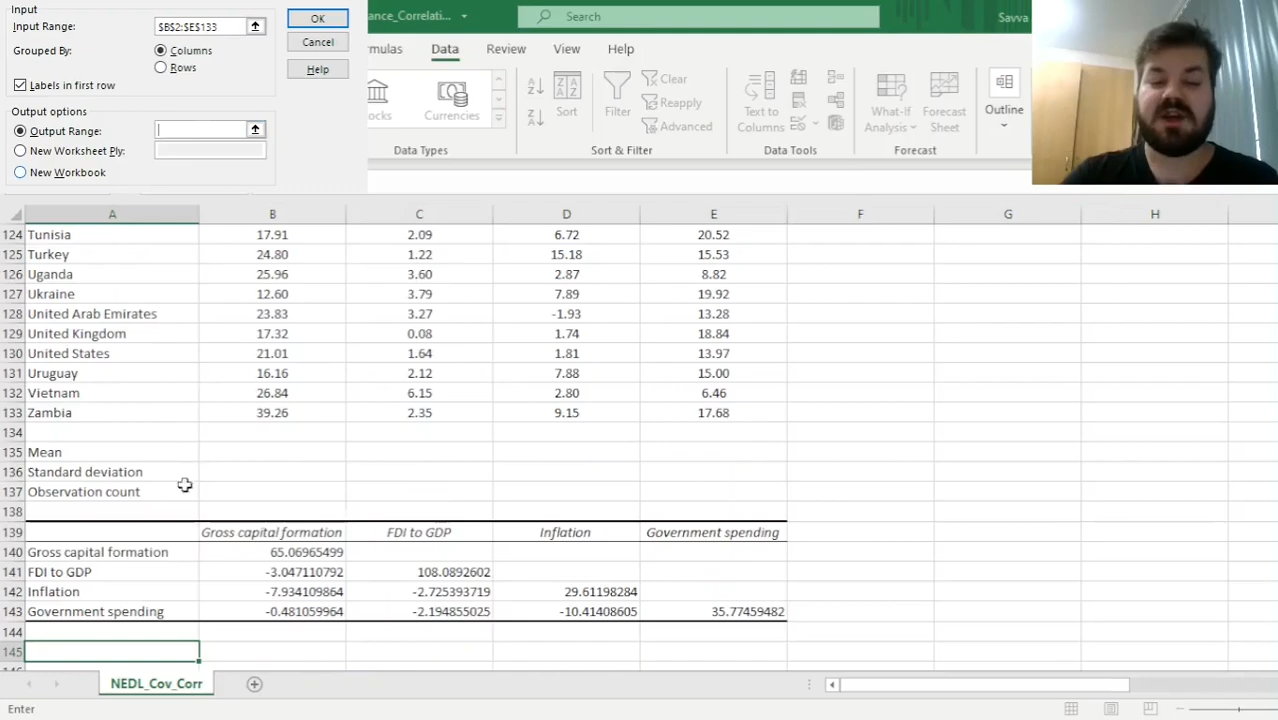 Input
Input Range: $B$2:$E$133 OK
Grouped By: Columns Cancel
Rows Help
Labels in first row
Output options
Output Range:
New Worksheet Ply:
New Workbook
ance_Correlati... Search Savva
rmulas Data Review View Help
ocks Currencies Sort Filter Clear Reapply Advanced Text to Columns What-If Analysis Forecast Sheet Outline
Data Types Sort & Filter Data Tools Forecast
A B C D E F G H
124 Tunisia 17.91 2.09 6.72 20.52
125 Turkey 24.80 1.22 15.18 15.53
126 Uganda 25.96 3.60 2.87 8.82
127 Ukraine 12.60 3.79 7.89 19.92
128 United Arab Emirates 23.83 3.27 -1.93 13.28
129 United Kingdom 17.32 0.08 1.74 18.84
130 United States 21.01 1.64 1.81 13.97
131 Uruguay 16.16 2.12 7.88 15.00
132 Vietnam 26.84 6.15 2.80 6.46
133 Zambia 39.26 2.35 9.15 17.68
134
135 Mean
136 Standard deviation
137 Observation count
138
139 Gross capital formation FDI to GDP Inflation Government spending
140 Gross capital formation 65.06965499
141 FDI to GDP -3.047110792 108.0892602
142 Inflation -7.934109864 -2.725393719 29.61198284
143 Government spending -0.481059964 -2.194855025 -10.41408605 35.77459482
144
145
NEDL_Cov_Corr
Enter